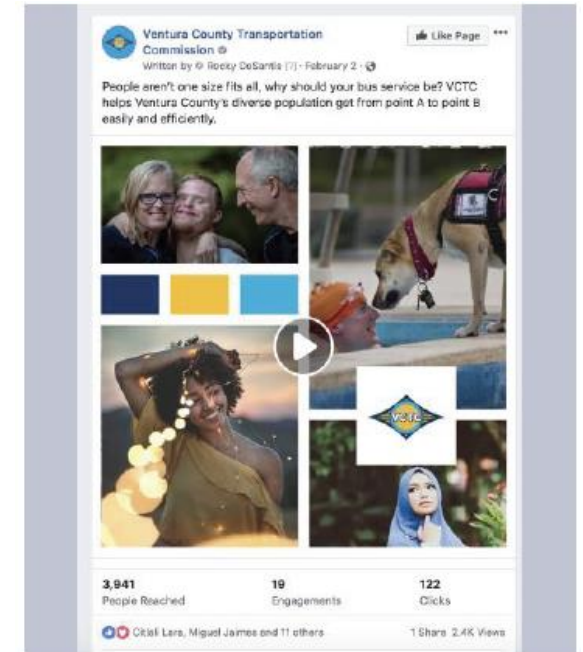 Ventura County Transportation
Commission
Like Page
Written by Rocky DeSantis [?] · February 2 ·
People aren't one size fits all, why should your bus service be? VCTC
helps Ventura County's diverse population get from point A to point B
easily and efficiently.
VCTC
3,941
People Reached
19
Engagements
122
Clicks
Citlali Lara, Miguel Jaimes and 11 others
1 Share 2.4K Views